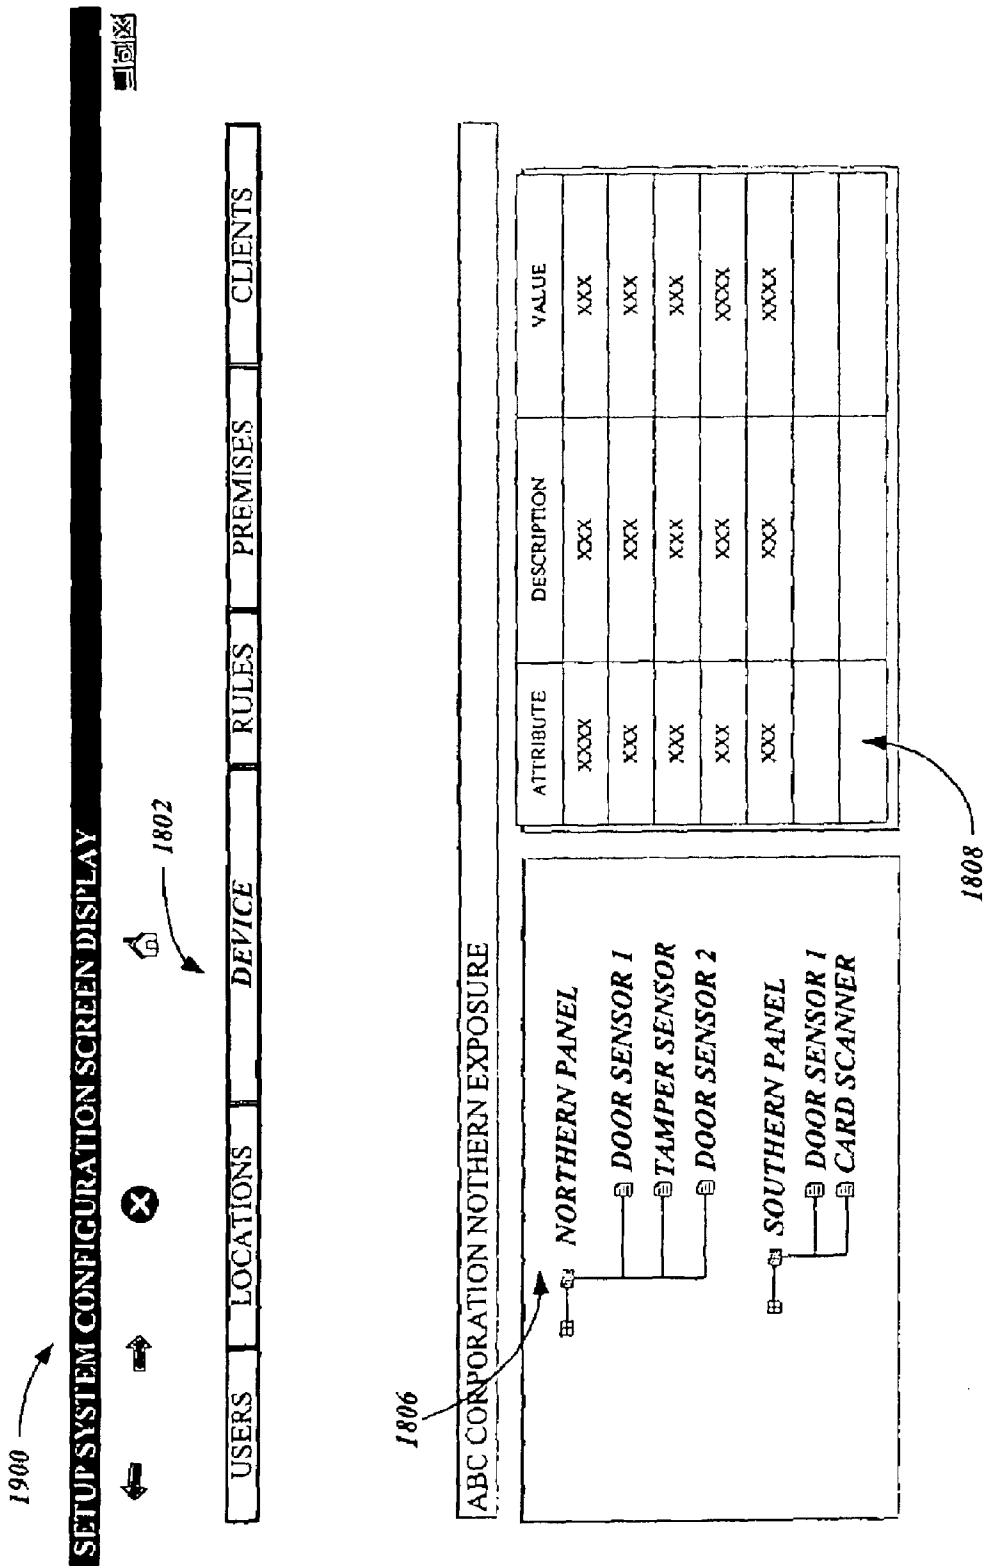 1900
SETUP SYSTEM CONFIGURATION SCREEN DISPLAY
1802
USERS LOCATIONS DEVICE RULES PREMISES CLIENTS
1806
ABC CORPORATION NOTHERN EXPOSURE
NORTHERN PANEL
DOOR SENSOR 1
TAMPER SENSOR
DOOR SENSOR 2
SOUTHERN PANEL
DOOR SENSOR 1
CARD SCANNER
ATTRIBUTE DESCRIPTION VALUE
XXXX XXX XXX
XXX XXX XXX
XXX XXX XXX
XXX XXX XXXX
XXX XXX XXXX
1808